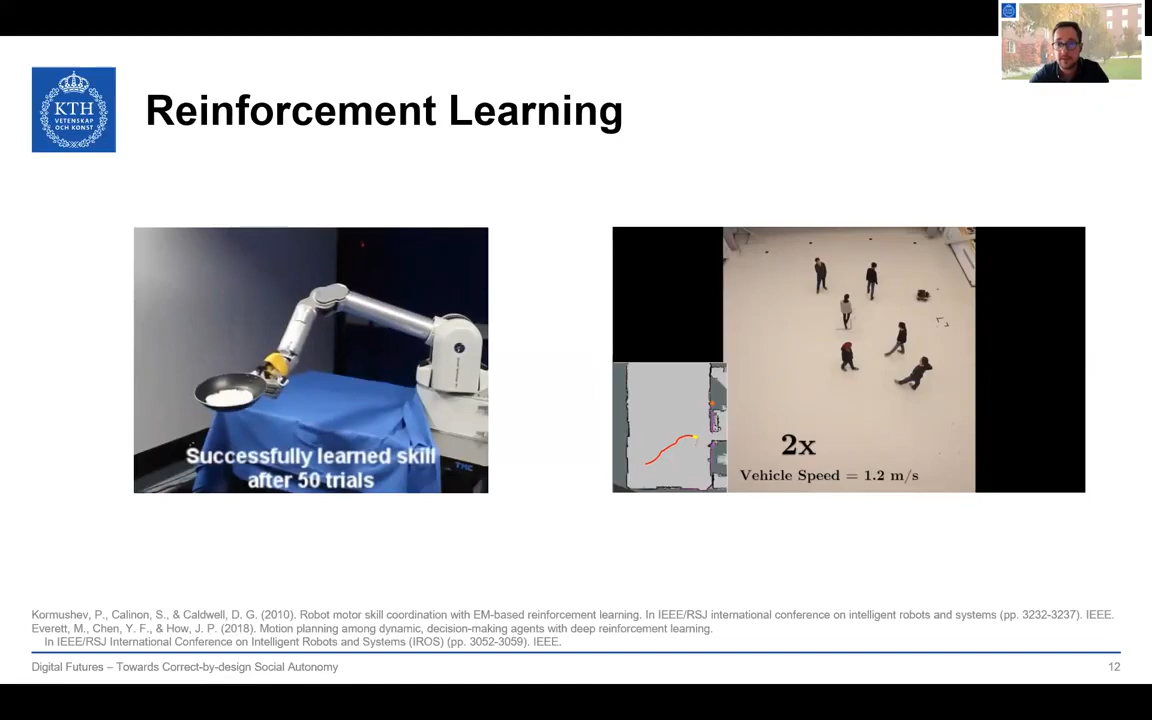 KTH
VETENSKAP
OCH KONST
Reinforcement Learning
Successfully learned skill
after 50 trials
2x
Vehicle Speed = 1.2 m/s
Kormushev, P., Calinon, S., & Caldwell, D. G. (2010). Robot motor skill coordination with EM-based reinforcement learning. In IEEE/RSJ international conference on intelligent robots and systems (pp. 3232-3237). IEEE.
Everett, M., Chen, Y. F., & How, J. P. (2018). Motion planning among dynamic, decision-making agents with deep reinforcement learning.
In IEEE/RSJ International Conference on Intelligent Robots and Systems (IROS) (pp. 3052-3059). IEEE.
Digital Futures – Towards Correct-by-design Social Autonomy
12